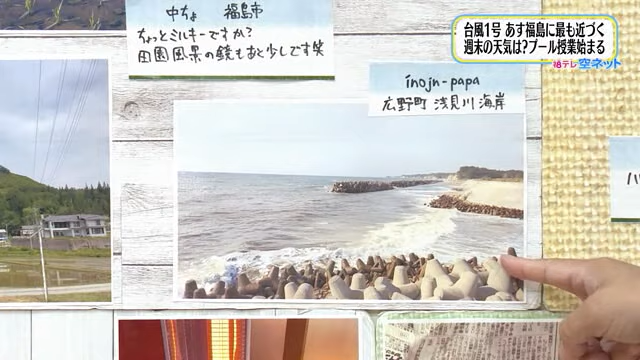 中ちょ 福島市
ちょっとミルキーですか?
田園風景の鏡もあと少しです笑
台風1号 あす福島に最も近づく
週末の天気は?プール授業始まる
福テレ 空ネット
inojn-papa
広野町 浅見川海岸